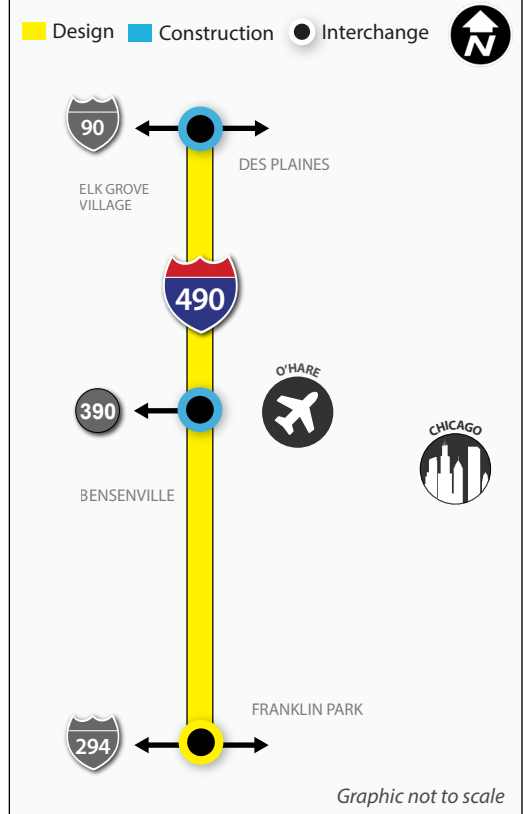 Design Construction Interchange
N
90
DES PLAINES
ELK GROVE
VILLAGE
490
O'HARE
390
CHICAGO
BENSENVILLE
FRANKLIN PARK
294
Graphic not to scale